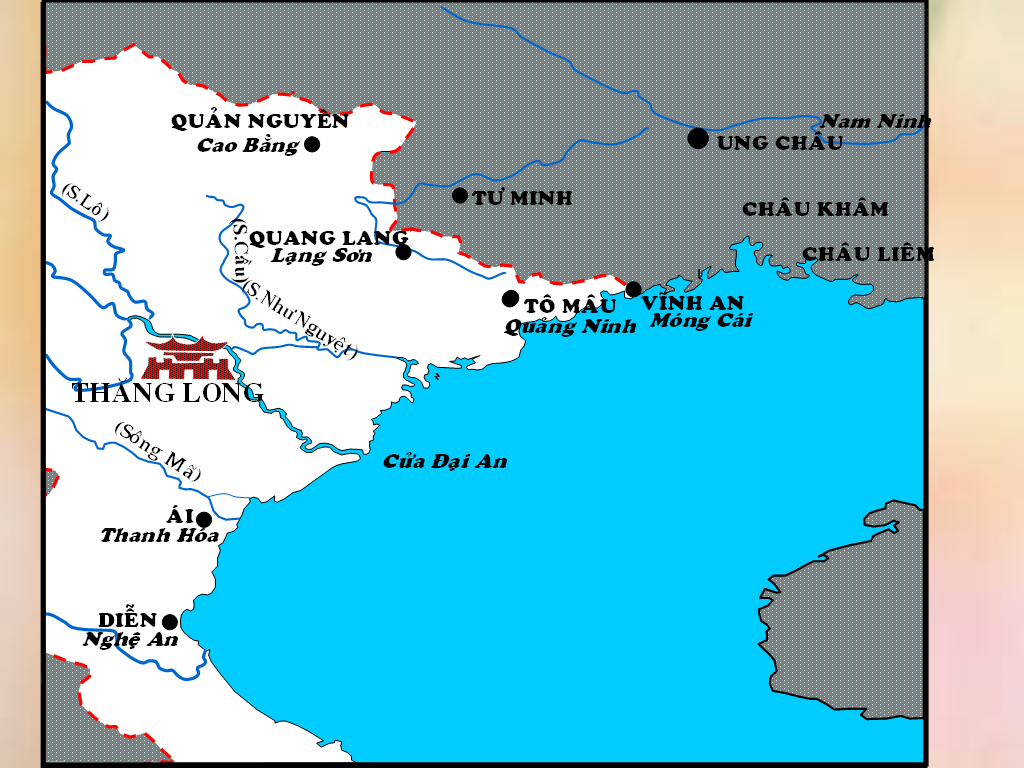 QUẢN NGUYÊN
Cao Bằng
Nam Ninh
UNG CHÂU
(S.Lô)
TƯ MINH
CHÂU KHÂM
(S.Cầu)
QUANG LANG
Lạng Sơn
CHÂU LIÊM
(S.Như Nguyệt)
TÔ MÂU
Quảng Ninh
VĨNH AN
Móng Cái
THĂNG LONG
(Sông Mã)
Cửa Đại An
ÁI
Thanh Hóa
DIỄN
Nghệ An